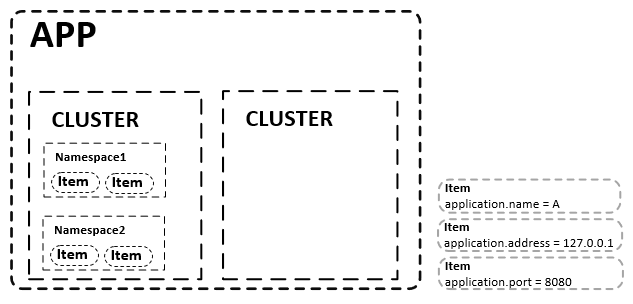 APP
CLUSTER
CLUSTER
Namespace1
Item Item
Namespace2
Item Item
Item
application.name = A
Item
application.address = 127.0.0.1
Item
application.port = 8080